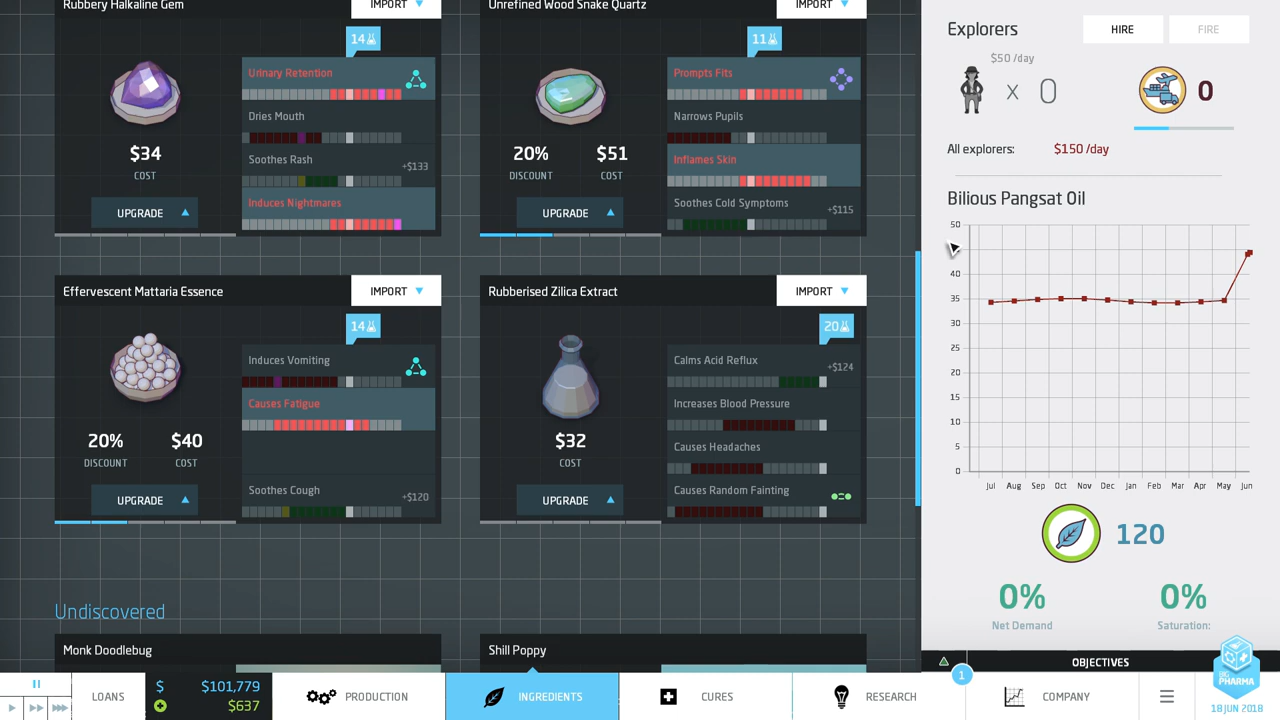 Rubbery Halkaline Gem
IMPORT
14
Urinary Retention
Dries Mouth
Soothes Rash
+$133
Induces Nightmares
$34
COST
UPGRADE
Unrefined Wood Snake Quartz
IMPORT
11
Prompts Fits
Narrows Pupils
Inflames Skin
Soothes Cold Symptoms
+$115
20%
DISCOUNT
$51
COST
UPGRADE
Effervescent Mattaria Essence
IMPORT
14
Induces Vomiting
Causes Fatigue
Soothes Cough
+$120
20%
DISCOUNT
$40
COST
UPGRADE
Rubberised Zilica Extract
IMPORT
20
Calms Acid Reflux
+$124
Increases Blood Pressure
Causes Headaches
Causes Random Fainting
$32
COST
UPGRADE
Undiscovered
Monk Doodlebug
Shill Poppy
Explorers
HIRE
FIRE
$50 /day
X 0
0
All explorers: $150 /day
Bilious Pangsat Oil
50
40
35
30
25
20
15
10
5
0
Jul Aug Sep Oct Nov Dec Jan Feb Mar Apr May Jun
120
0%
Net Demand
0%
Saturation:
OBJECTIVES
1
LOANS
$ $101,779
$637
PRODUCTION
INGREDIENTS
CURES
RESEARCH
COMPANY
BIG PHARMA
18 JUN 2018